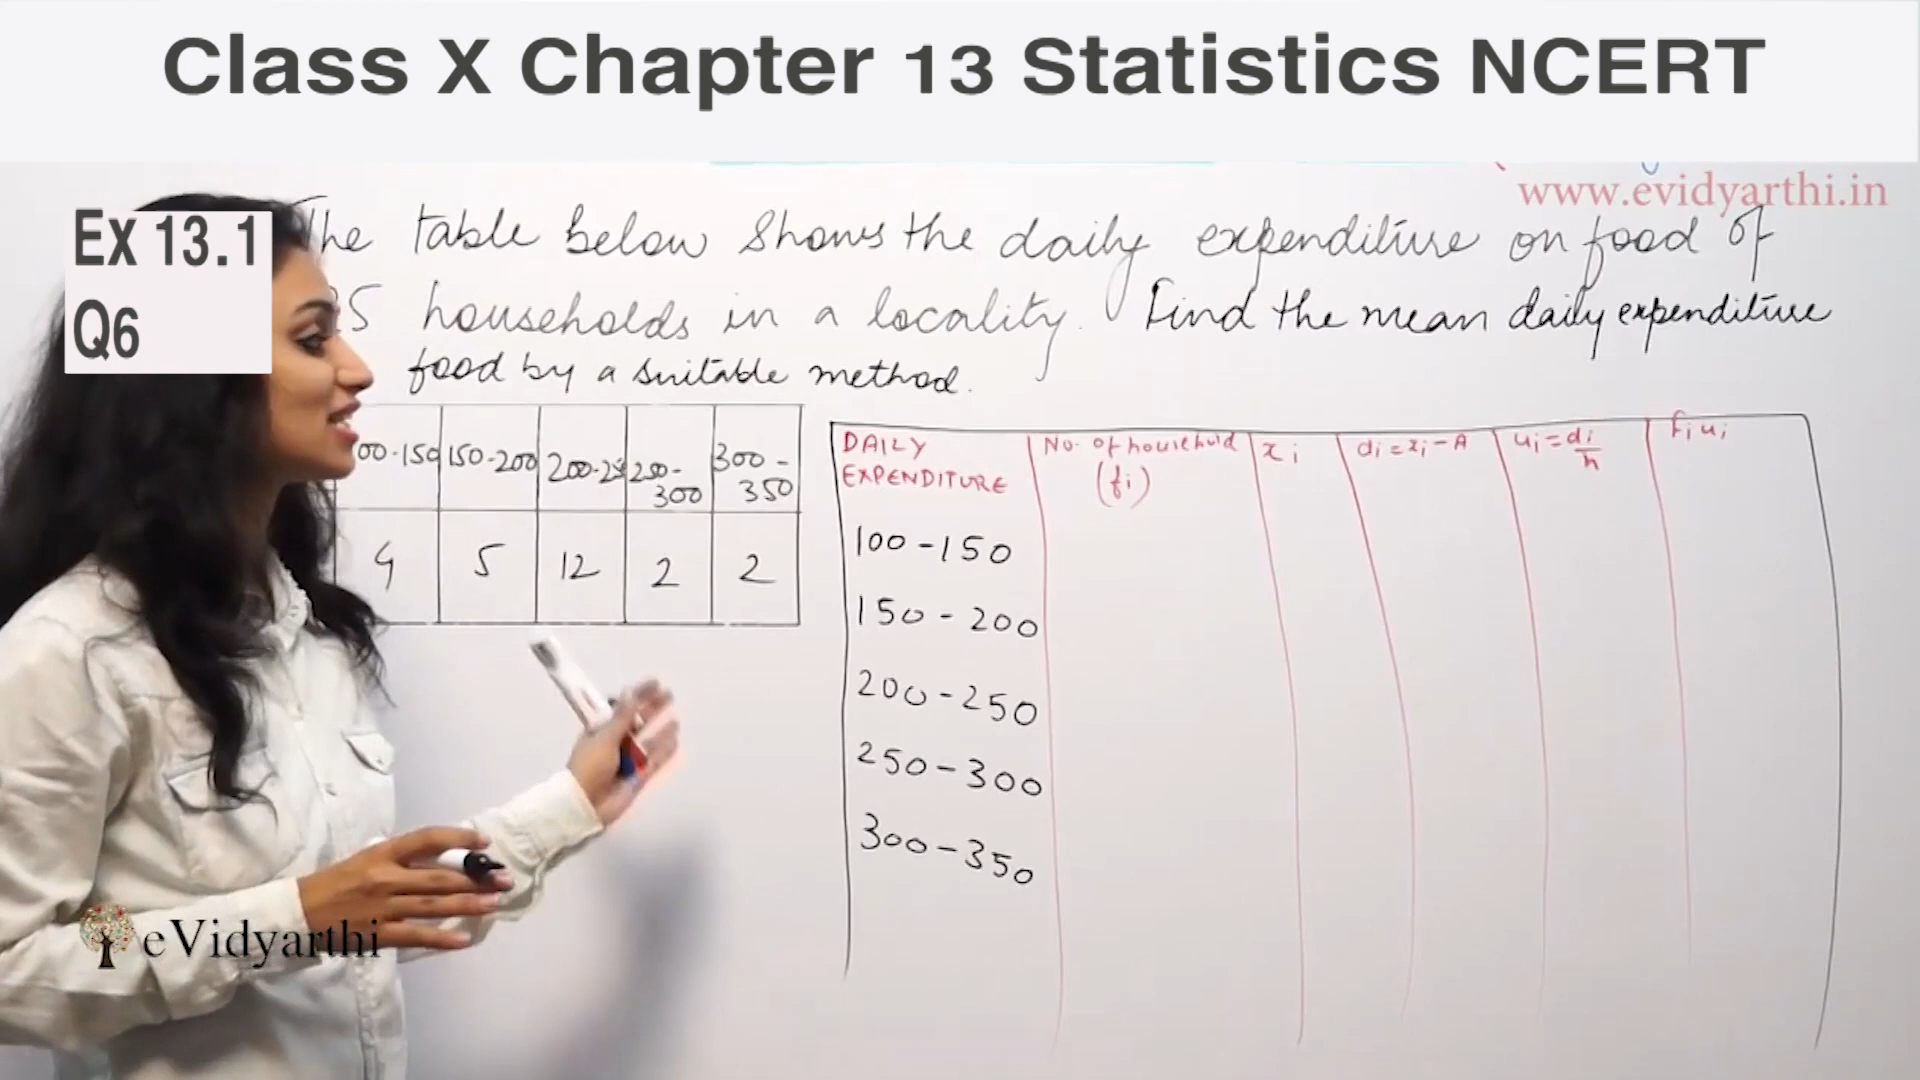 Class X Chapter 13 Statistics NCERT
www.evidyarthi.in
Ex 13.1
Q6
The table below shows the daily expenditure on food of
households in a locality. Find the mean daily expenditure
food by a suitable method.
00-150 150-200 200-25 250-300 300-350
4 5 12 2 2
DAILY EXPENDITURE No. of household (fi) xi di=xi-A ui=di/h fiui
100-150
150-200
200-250
250-300
300-350
eVidyarthi